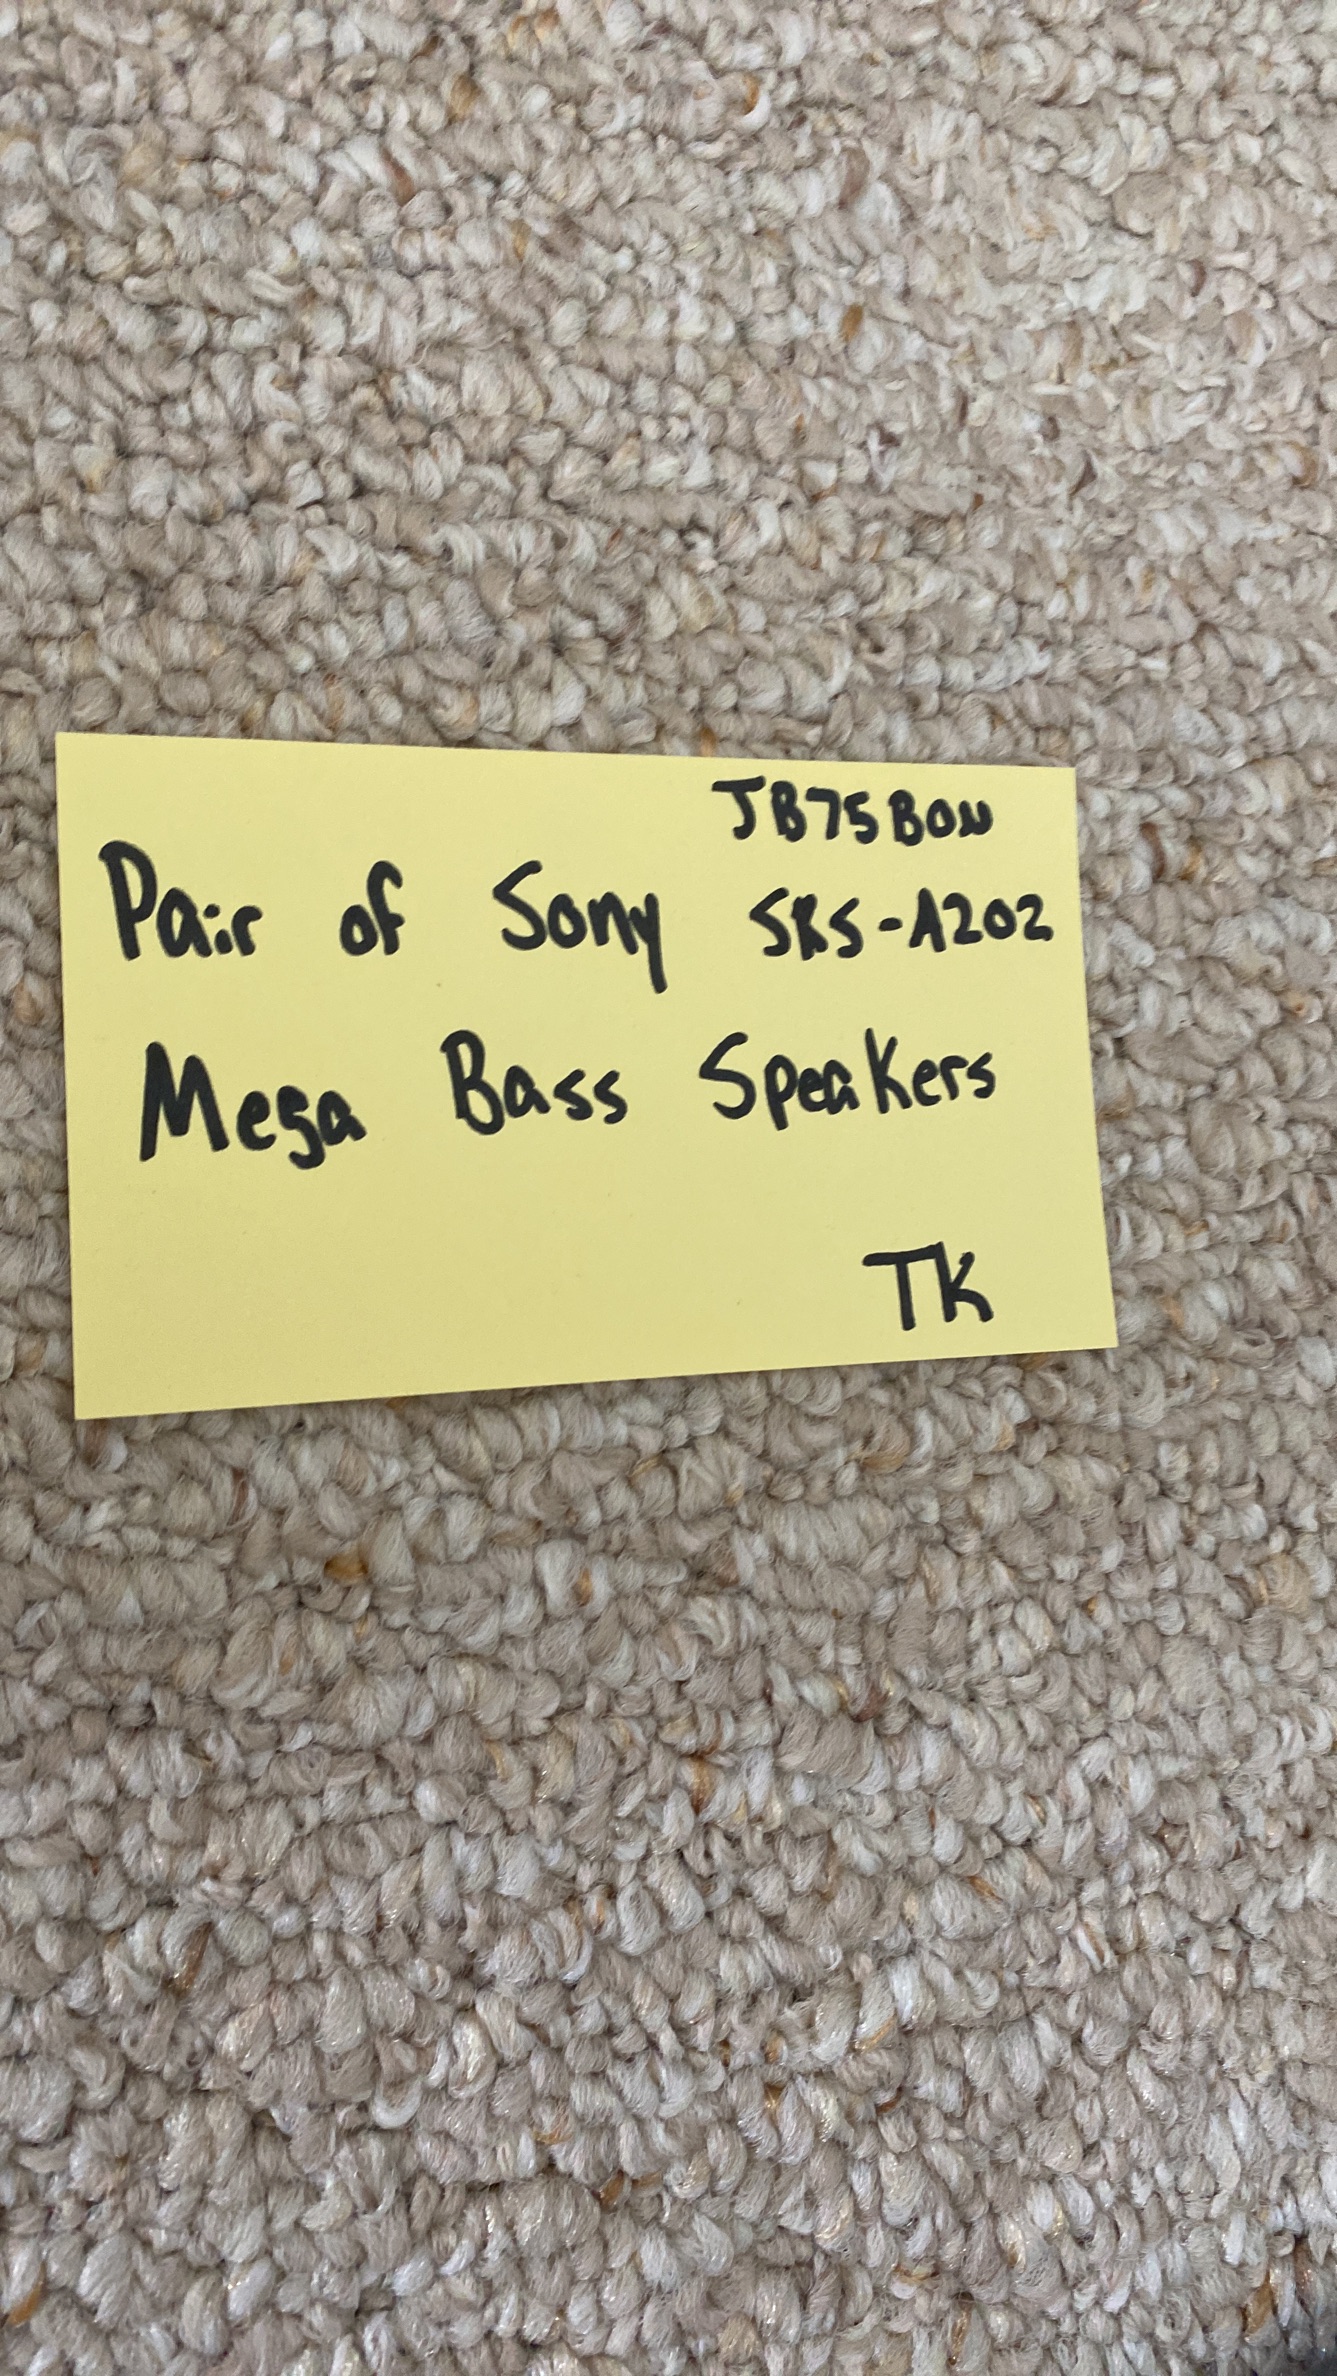 JB75BON
Pair of Sony SRS-A202
Mega Bass Speakers
TK